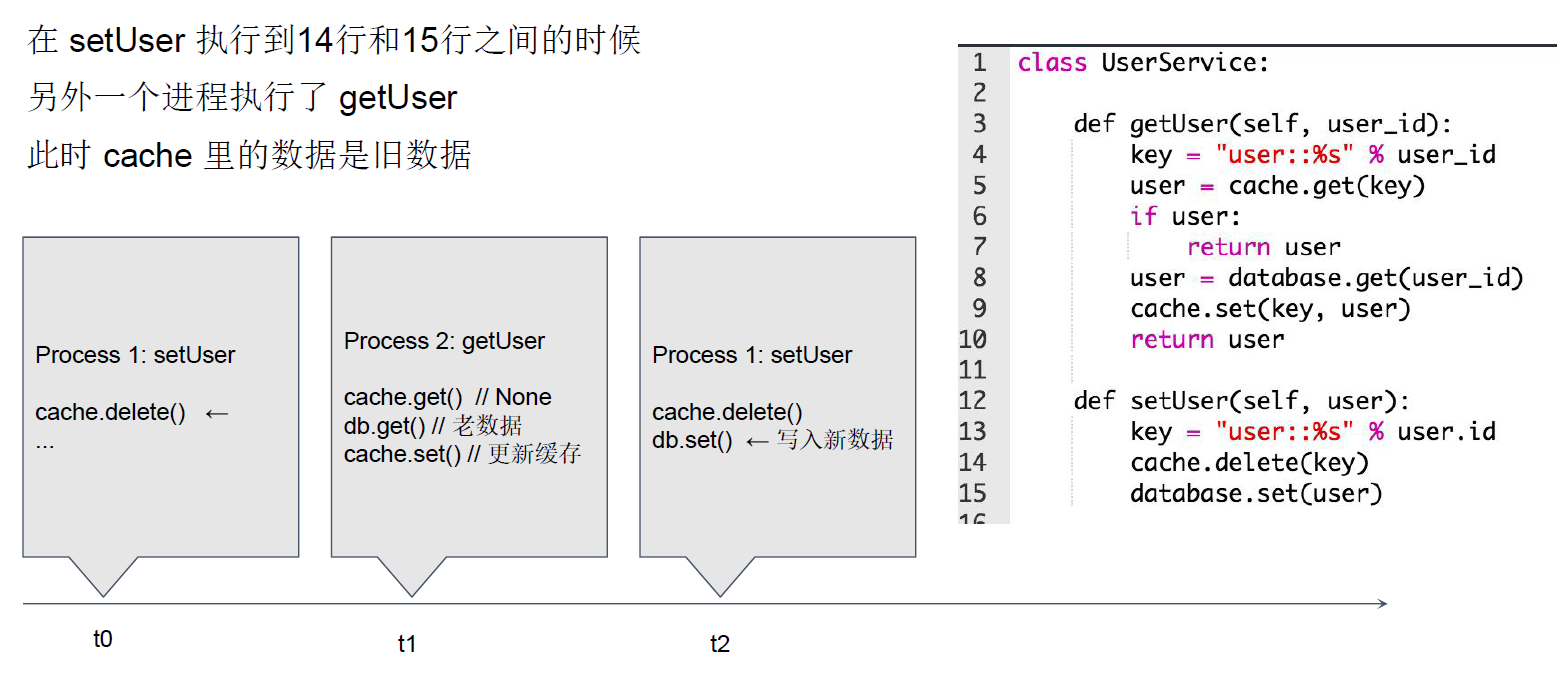 在 setUser 执行到14行和15行之间的时候
另外一个进程执行了 getUser
此时 cache 里的数据是旧数据
Process 1: setUser
cache.delete() ←
...
Process 2: getUser
cache.get() // None
db.get() // 老数据
cache.set() // 更新缓存
Process 1: setUser
cache.delete()
db.set() ← 写入新数据
t0
t1
t2
1 class UserService:
2
3 def getUser(self, user_id):
4 key = "user::%s" % user_id
5 user = cache.get(key)
6 if user:
7 return user
8 user = database.get(user_id)
9 cache.set(key, user)
10 return user
11
12 def setUser(self, user):
13 key = "user::%s" % user.id
14 cache.delete(key)
15 database.set(user)
16